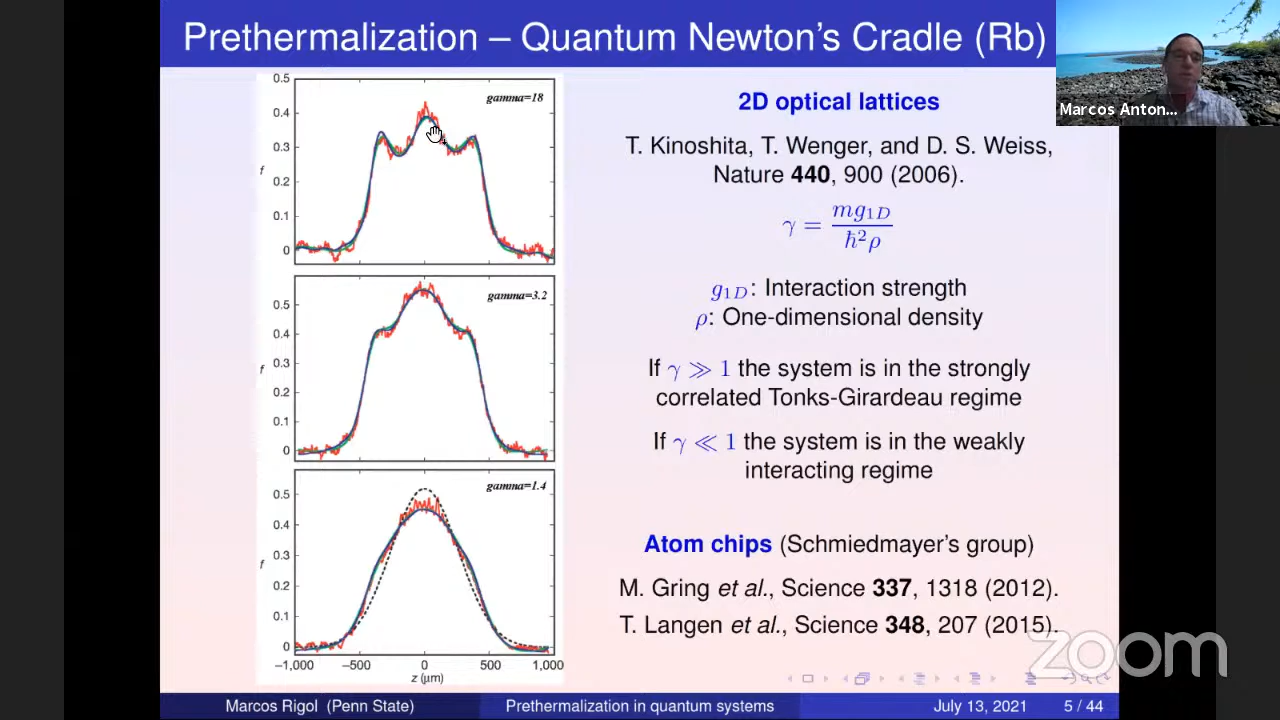 Prethermalization – Quantum Newton's Cradle (Rb)
Marcos Anton...
0.5
0.4
0.3
0.2
0.1
0
f
gamma=18
0.5
0.4
0.3
0.2
0.1
0
f
gamma=3.2
0.5
0.4
0.3
0.2
0.1
0
f
gamma=1.4
−1,000 −500 0 500 1,000
z (μm)
2D optical lattices
T. Kinoshita, T. Wenger, and D. S. Weiss,
Nature 440, 900 (2006).
γ = mg1D / ħ²ρ
g1D: Interaction strength
ρ: One-dimensional density
If γ ≫ 1 the system is in the strongly
correlated Tonks-Girardeau regime
If γ ≪ 1 the system is in the weakly
interacting regime
Atom chips (Schmiedmayer's group)
M. Gring et al., Science 337, 1318 (2012).
T. Langen et al., Science 348, 207 (2015).
zoom
Marcos Rigol (Penn State) Prethermalization in quantum systems July 13, 2021 5 / 44